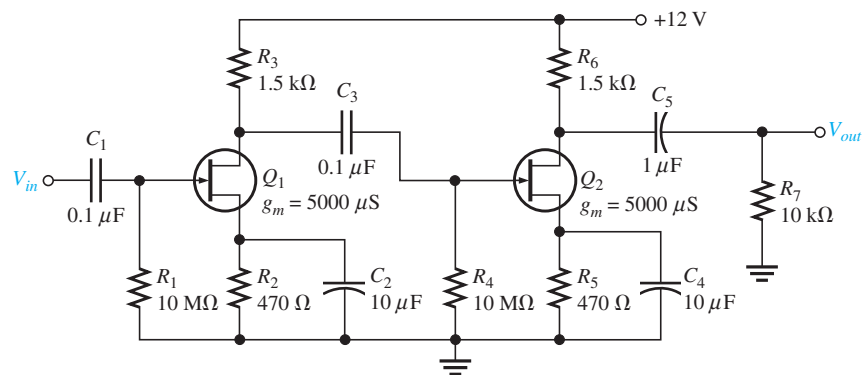 +12 V
R3
1.5 kΩ
R6
1.5 kΩ
C3
0.1 μF
C5
1 μF
Vout
C1
Vin
0.1 μF
Q1
gm = 5000 μS
Q2
gm = 5000 μS
R7
10 kΩ
R1
10 MΩ
R2
470 Ω
C2
10 μF
R4
10 MΩ
R5
470 Ω
C4
10 μF